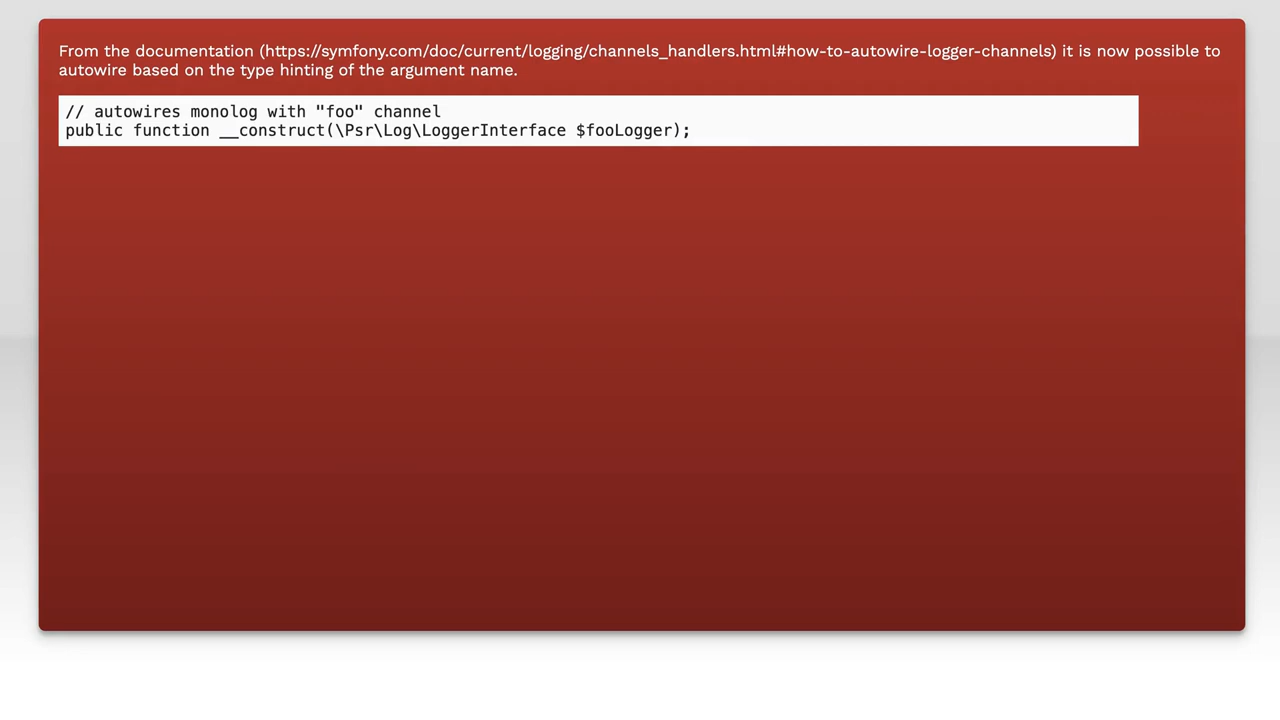 From the documentation (https://symfony.com/doc/current/logging/channels_handlers.html#how-to-autowire-logger-channels) it is now possible to
autowire based on the type hinting of the argument name.
// autowires monolog with "foo" channel
public function __construct(\Psr\Log\LoggerInterface $fooLogger);